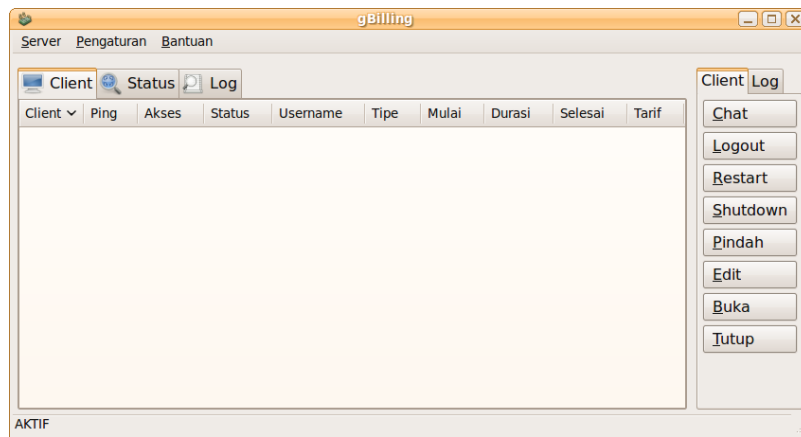 gBilling
Server Pengaturan Bantuan
Client Status Log
Client Log
Client Ping Akses Status Username Tipe Mulai Durasi Selesai Tarif
Chat
Logout
Restart
Shutdown
Pindah
Edit
Buka
Tutup
AKTIF